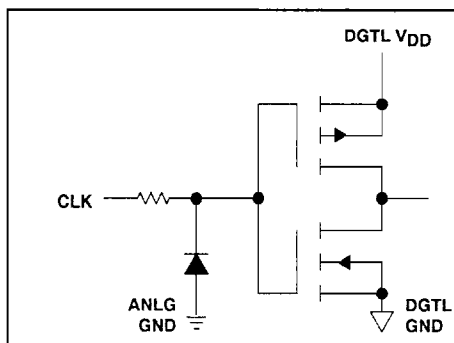 DGTL VDD
CLK
ANLG
GND
DGTL
GND